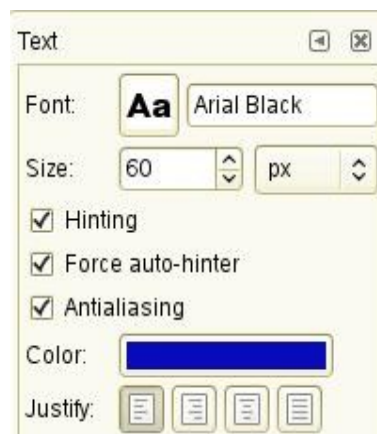 Text
Font: Aa Arial Black
Size: 60 px
Hinting
Force auto-hinter
Antialiasing
Color:
Justify: